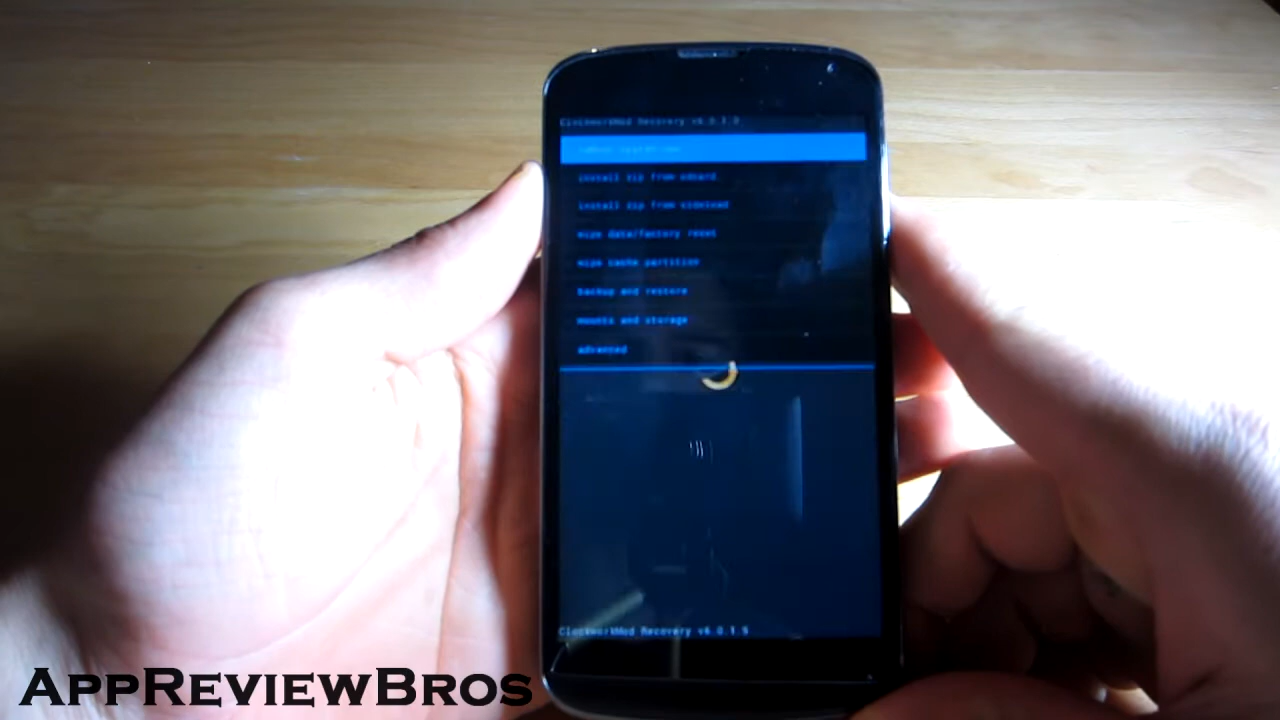 ClockworkMod Recovery v6.0.1.9
reboot system now
install zip from sdcard
install zip from sideload
wipe data/factory reset
wipe cache partition
backup and restore
mounts and storage
advanced
ClockworkMod Recovery v6.0.1.9
AppReviewBros